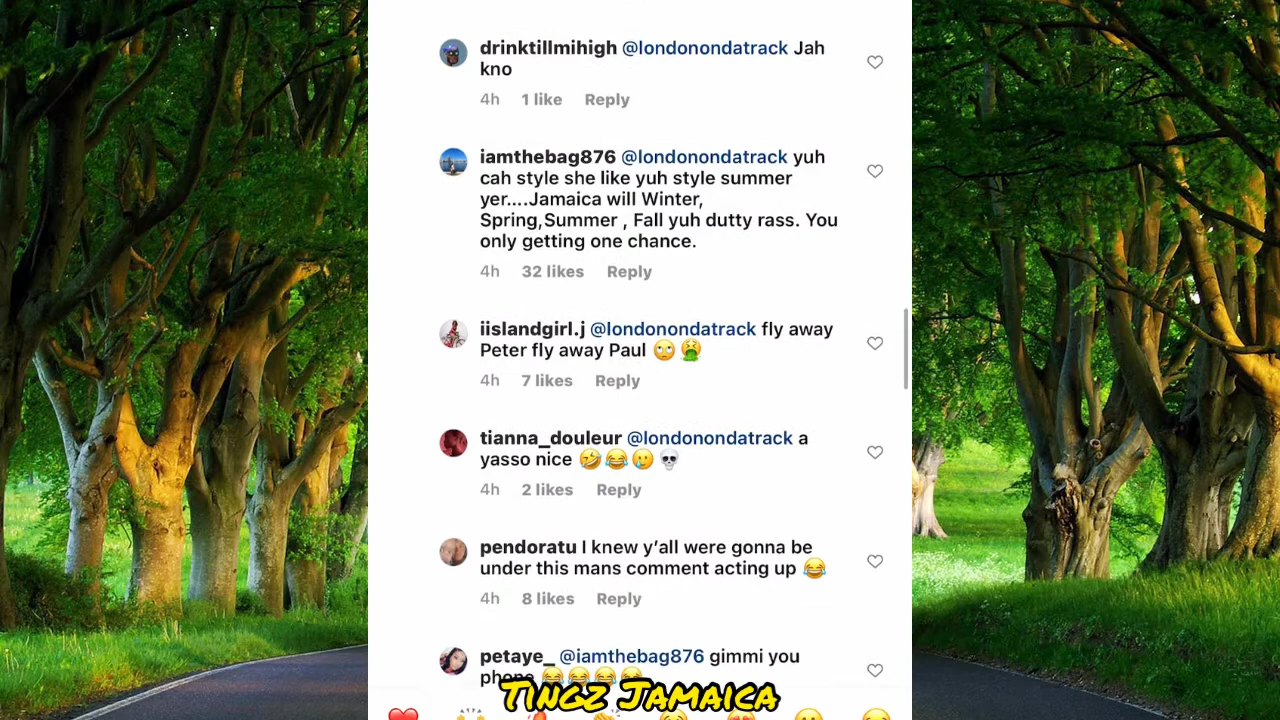 drinktillmihigh @londonondatrack Jah
kno
4h 1 like Reply
iamthebag876 @londonondatrack yuh
cah style she like yuh style summer
yer....Jamaica will Winter,
Spring,Summer , Fall yuh dutty rass. You
only getting one chance.
4h 32 likes Reply
iislandgirl.j @londonondatrack fly away
Peter fly away Paul 🙄🤮
4h 7 likes Reply
tianna_douleur @londonondatrack a
yasso nice 🤣😂🥲💀
4h 2 likes Reply
pendoratu I knew y’all were gonna be
under this mans comment acting up 😂
4h 8 likes Reply
petaye_ @iamthebag876 gimmi you
phone 😂😂😂😂
Tingz Jamaica